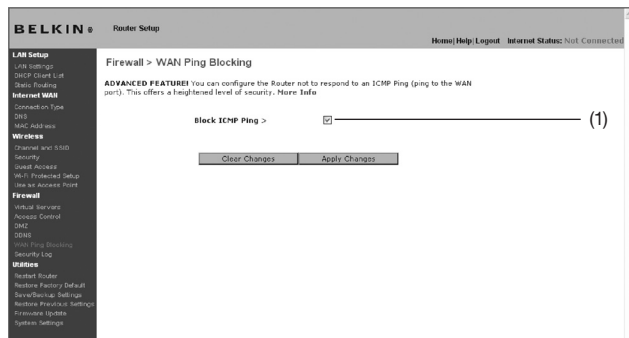 BELKIN® Router Setup
Home|Help|Logout Internet Status: Not Connected
LAN Setup
LAN Settings
DHCP Client List
Static Routing
Internet WAN
Connection Type
DNS
MAC Address
Wireless
Channel and SSID
Security
Guest Access
Wi-Fi Protected Setup
Use as Access Point
Firewall
Virtual Servers
Access Control
DMZ
DDNS
WAN Ping Blocking
Security Log
Utilities
Restart Router
Restore Factory Default
Save/Backup Settings
Restore Previous Settings
Firmware Update
System Settings
Firewall > WAN Ping Blocking
ADVANCED FEATURE! You can configure the Router not to respond to an ICMP Ping (ping to the WAN
port). This offers a heightened level of security. More Info
Block ICMP Ping >
(1)
Clear Changes Apply Changes